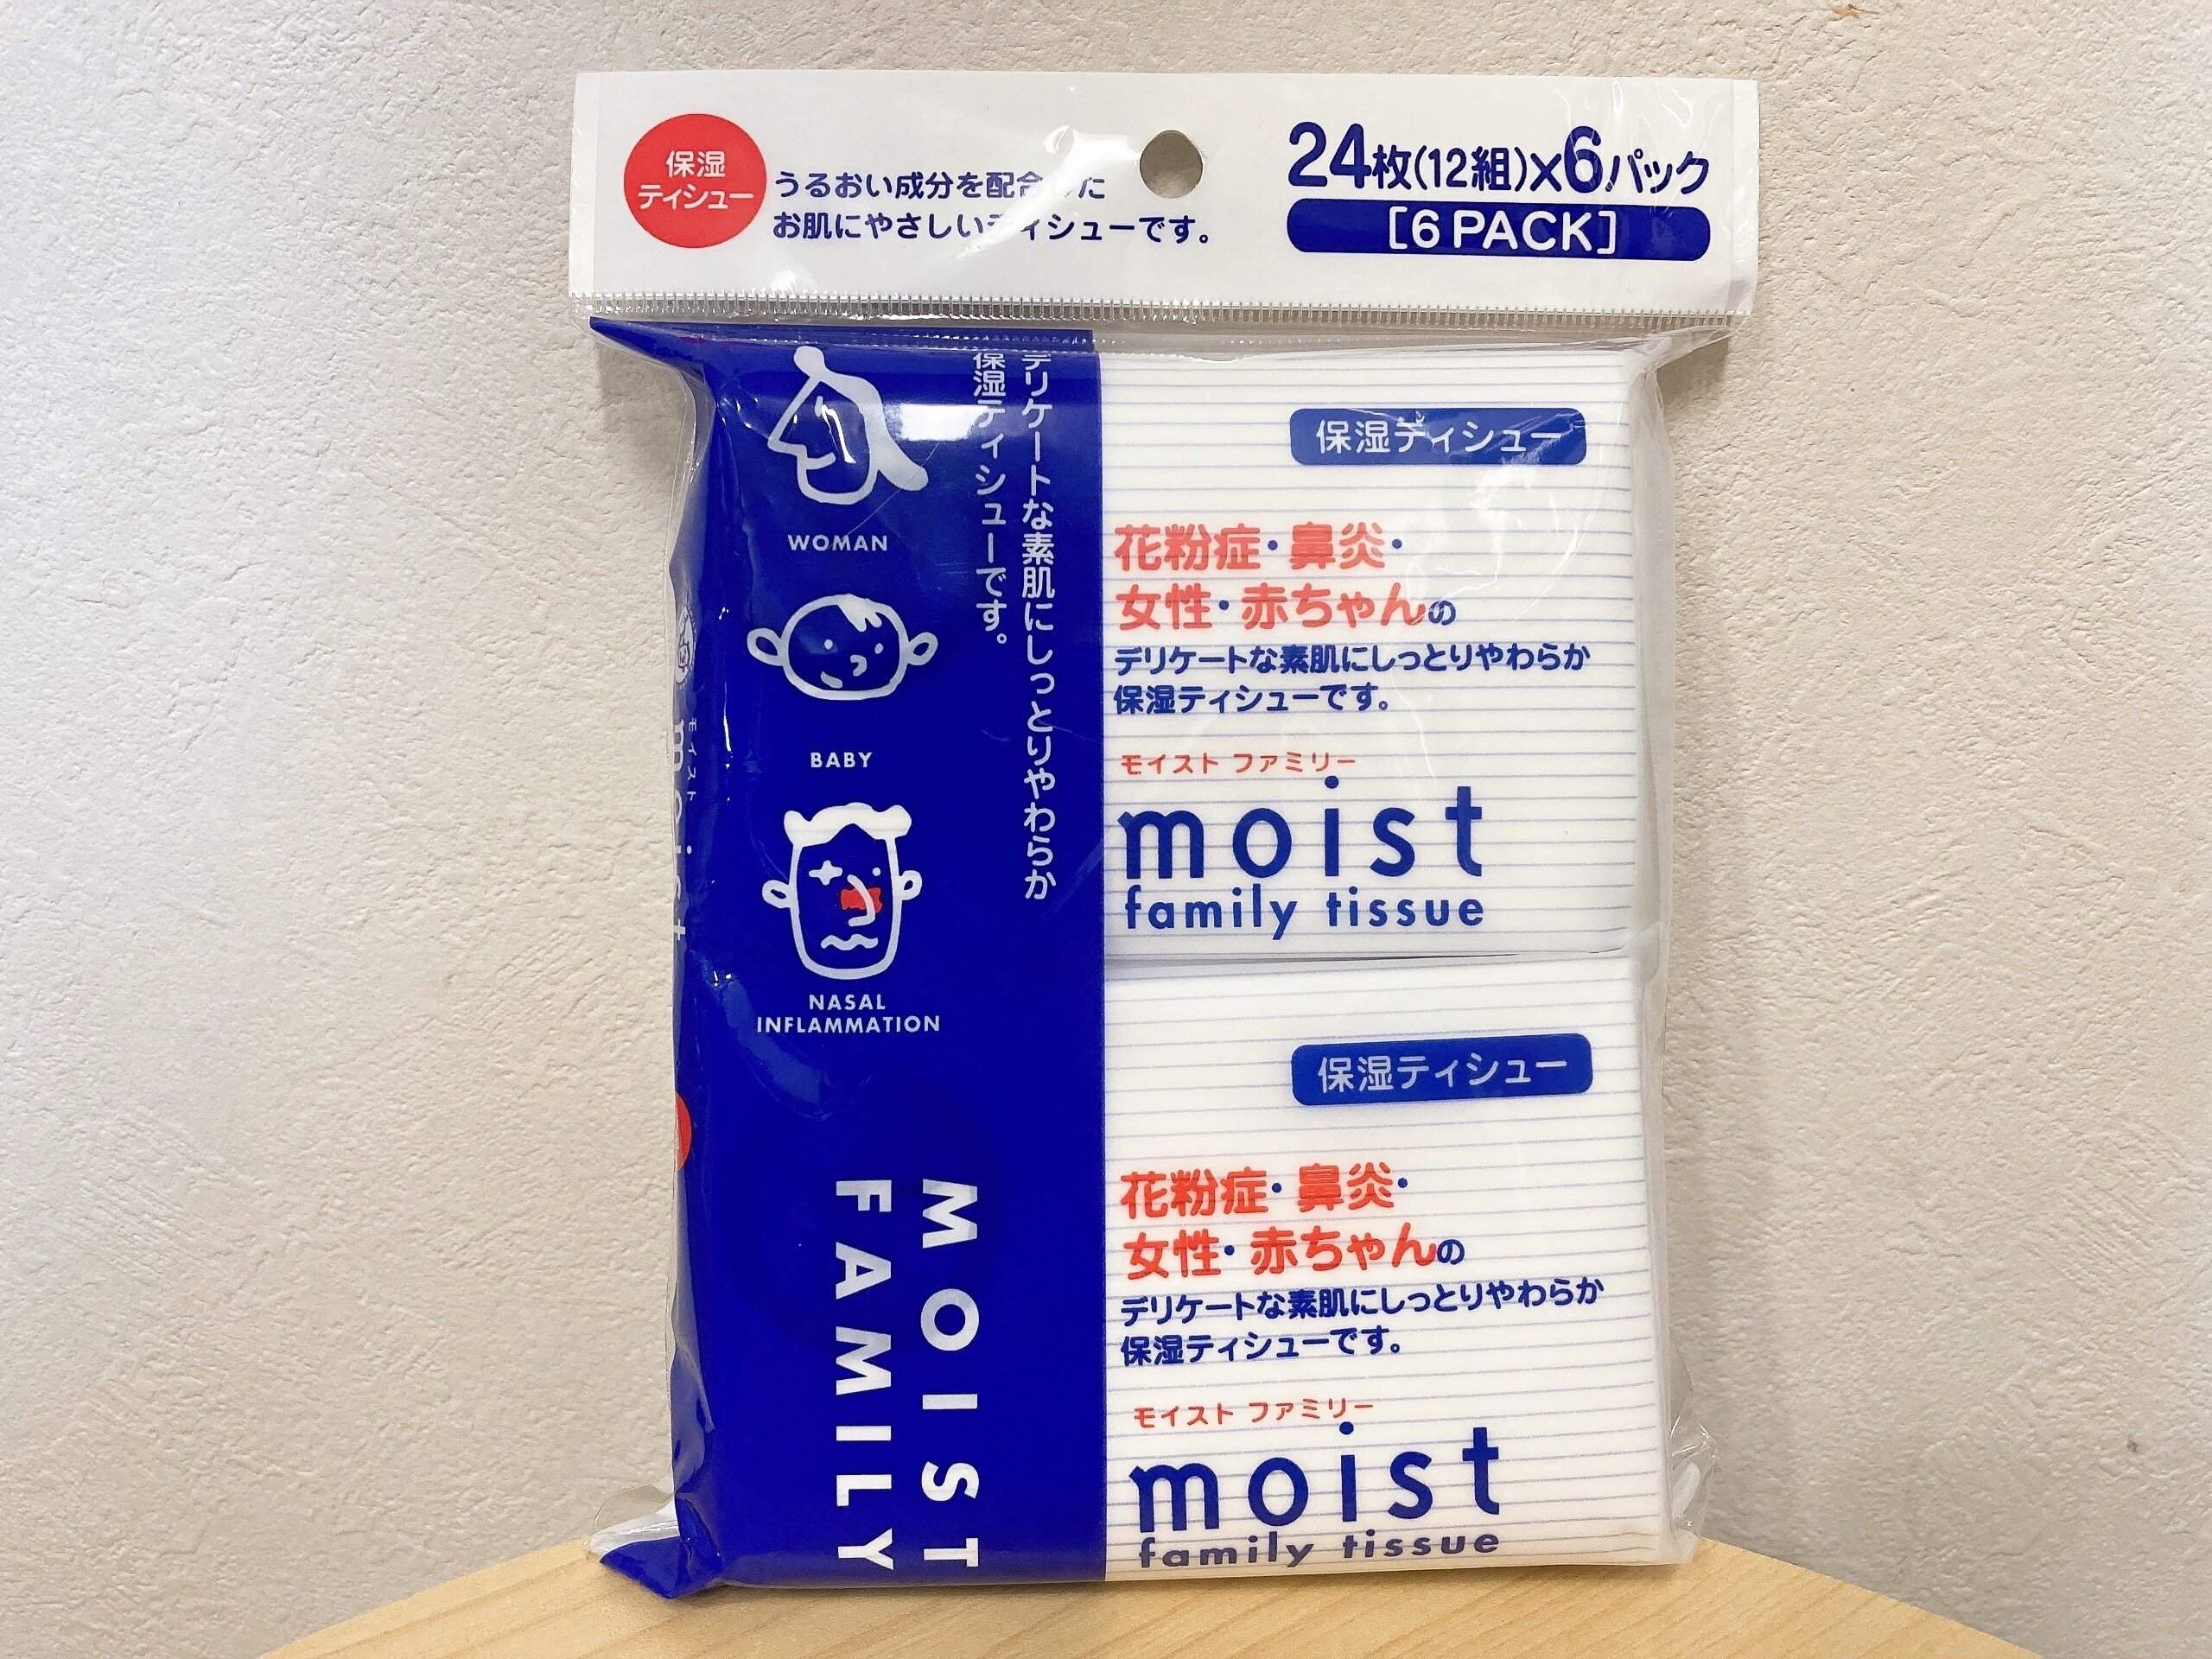 保湿
ティシュー
うるおい成分を配合した
お肌にやさしいティシューです。
24枚(12組)×6パック
[6 PACK]
デリケートな素肌にしっとりやわらか
保湿ティシューです。
WOMAN
BABY
NASAL
INFLAMMATION
MOIST
FAMILY
モイスト
moist
保湿ティシュー
花粉症・鼻炎・
女性・赤ちゃんの
デリケートな素肌にしっとりやわらか
保湿ティシューです。
モイスト ファミリー
moist
family tissue
保湿ティシュー
花粉症・鼻炎・
女性・赤ちゃんの
デリケートな素肌にしっとりやわらか
保湿ティシューです。
モイスト ファミリー
moist
family tissue